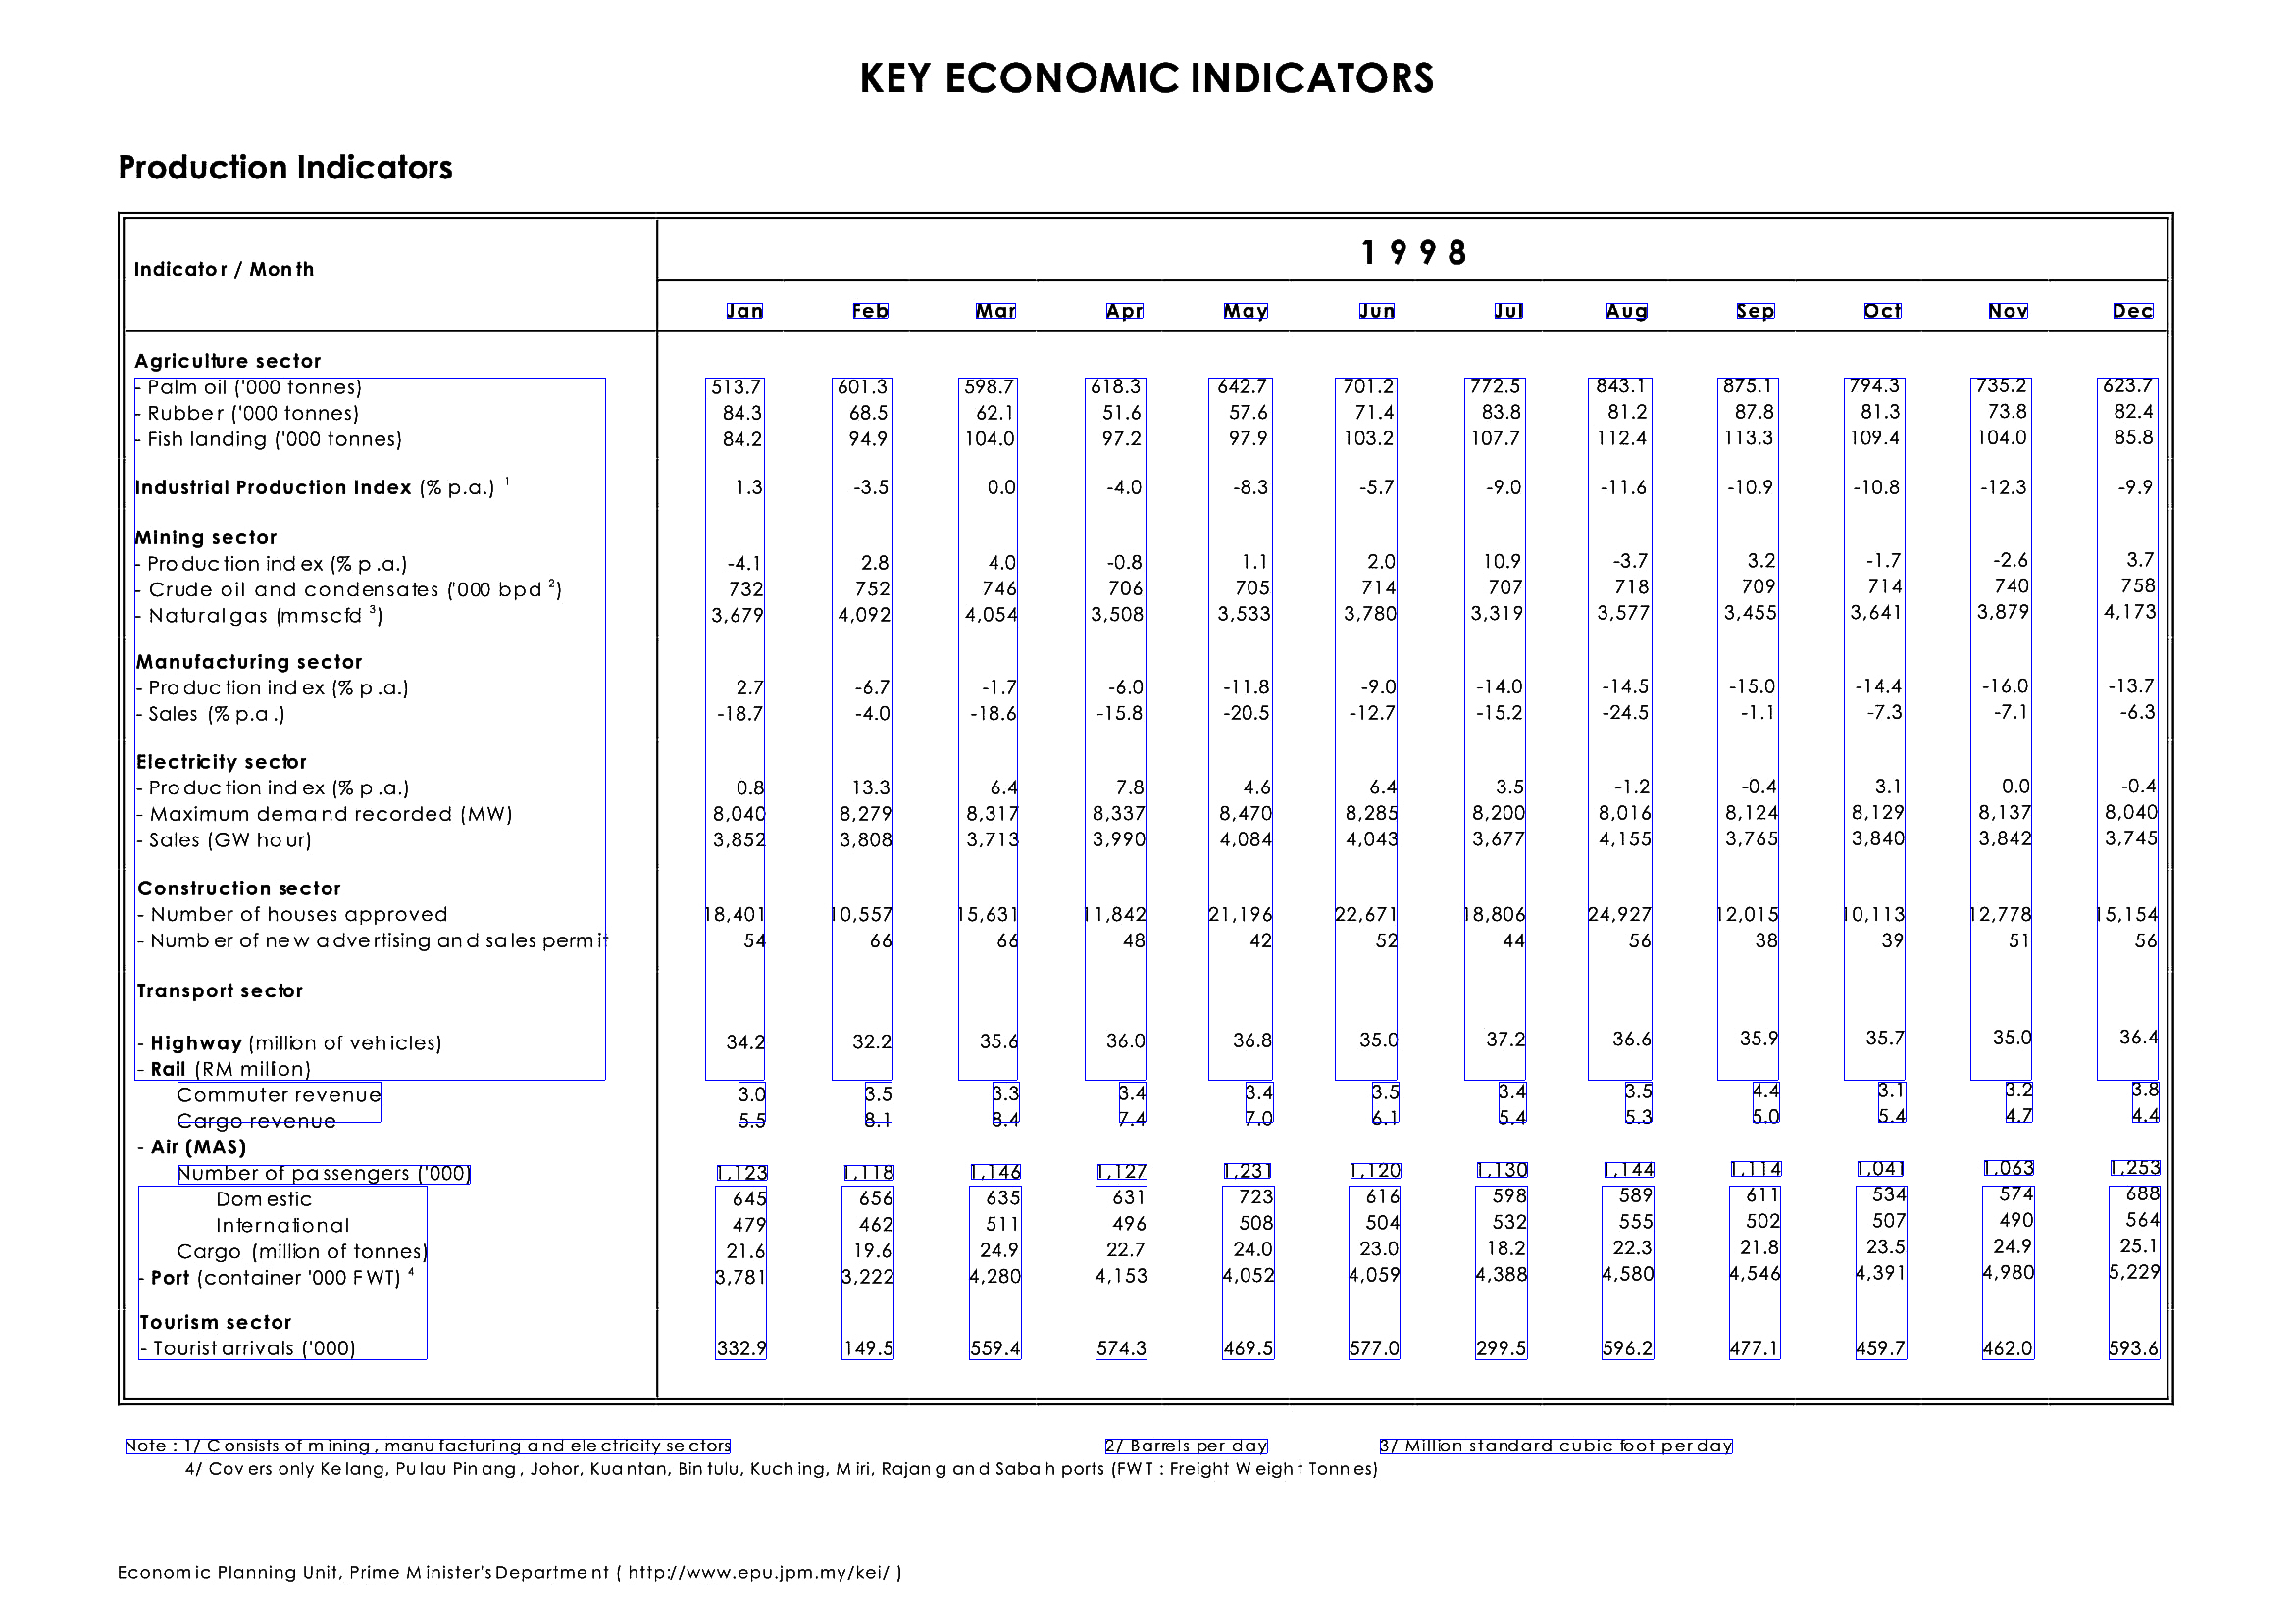 KEY ECONOMIC INDICATORS
Production Indicators
1 9 9 8
Indicator / Month
Jan Feb Mar Apr May Jun Jul Aug Sep Oct Nov Dec
Agriculture sector
- Palm oil ('000 tonnes) 513.7 601.3 598.7 618.3 642.7 701.2 772.5 843.1 875.1 794.3 735.2 623.7
- Rubber ('000 tonnes) 84.3 68.5 62.1 51.6 57.6 71.4 83.8 81.2 87.8 81.3 73.8 82.4
- Fish landing ('000 tonnes) 84.2 94.9 104.0 97.2 97.9 103.2 107.7 112.4 113.3 109.4 104.0 85.8
Industrial Production Index (% p.a.) 1 1.3 -3.5 0.0 -4.0 -8.3 -5.7 -9.0 -11.6 -10.9 -10.8 -12.3 -9.9
Mining sector
- Production index (% p.a.) -4.1 2.8 4.0 -0.8 1.1 2.0 10.9 -3.7 3.2 -1.7 -2.6 3.7
- Crude oil and condensates ('000 bpd 2) 732 752 746 706 705 714 707 718 709 714 740 758
- Natural gas (mmscfd 3) 3,679 4,092 4,054 3,508 3,533 3,780 3,319 3,577 3,455 3,641 3,879 4,173
Manufacturing sector
- Production index (% p.a.) 2.7 -6.7 -1.7 -6.0 -11.8 -9.0 -14.0 -14.5 -15.0 -14.4 -16.0 -13.7
- Sales (% p.a.) -18.7 -4.0 -18.6 -15.8 -20.5 -12.7 -15.2 -24.5 -1.1 -7.3 -7.1 -6.3
Electricity sector
- Production index (% p.a.) 0.8 13.3 6.4 7.8 4.6 6.4 3.5 -1.2 -0.4 3.1 0.0 -0.4
- Maximum demand recorded (MW) 8,040 8,279 8,317 8,337 8,470 8,285 8,200 8,016 8,124 8,129 8,137 8,040
- Sales (GW hour) 3,852 3,808 3,713 3,990 4,084 4,043 3,677 4,155 3,765 3,840 3,842 3,745
Construction sector
- Number of houses approved 18,401 10,557 15,631 11,842 21,196 22,671 18,806 24,927 12,015 10,113 12,778 15,154
- Number of new advertising and sales permit 54 66 66 48 42 52 44 56 38 39 51 56
Transport sector
- Highway (million of vehicles) 34.2 32.2 35.6 36.0 36.8 35.0 37.2 36.6 35.9 35.7 35.0 36.4
- Rail (RM million)
Commuter revenue 3.0 3.5 3.3 3.4 3.4 3.5 3.4 3.5 4.4 3.1 3.2 3.8
Cargo revenue 5.5 8.1 8.4 7.4 7.0 6.1 5.4 5.3 5.0 5.4 4.7 4.4
- Air (MAS)
Number of passengers ('000) 1,123 1,118 1,146 1,127 1,231 1,120 1,130 1,144 1,114 1,041 1,063 1,253
Domestic 645 656 635 631 723 616 598 589 611 534 574 688
International 479 462 511 496 508 504 532 555 502 507 490 564
Cargo (million of tonnes) 21.6 19.6 24.9 22.7 24.0 23.0 18.2 22.3 21.8 23.5 24.9 25.1
- Port (container '000 FWT) 4 3,781 3,222 4,280 4,153 4,052 4,059 4,388 4,580 4,546 4,391 4,980 5,229
Tourism sector
- Tourist arrivals ('000) 332.9 149.5 559.4 574.3 469.5 577.0 299.5 596.2 477.1 459.7 462.0 593.6
Note : 1/ Consists of mining, manufacturing and electricity sectors 2/ Barrels per day 3/ Million standard cubic foot per day
4/ Covers only Kelang, Pulau Pinang, Johor, Kuantan, Bintulu, Kuching, Miri, Rajang and Sabah ports (FWT : Freight Weight Tonnes)
Economic Planning Unit, Prime Minister's Department ( http://www.epu.jpm.my/kei/ )